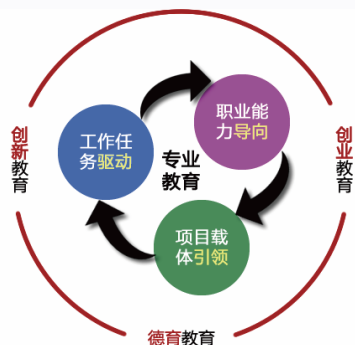 职业能
力导向
工作任
务驱动
专业
教育
项目载
体引领
创新教育
创业教育
德育教育